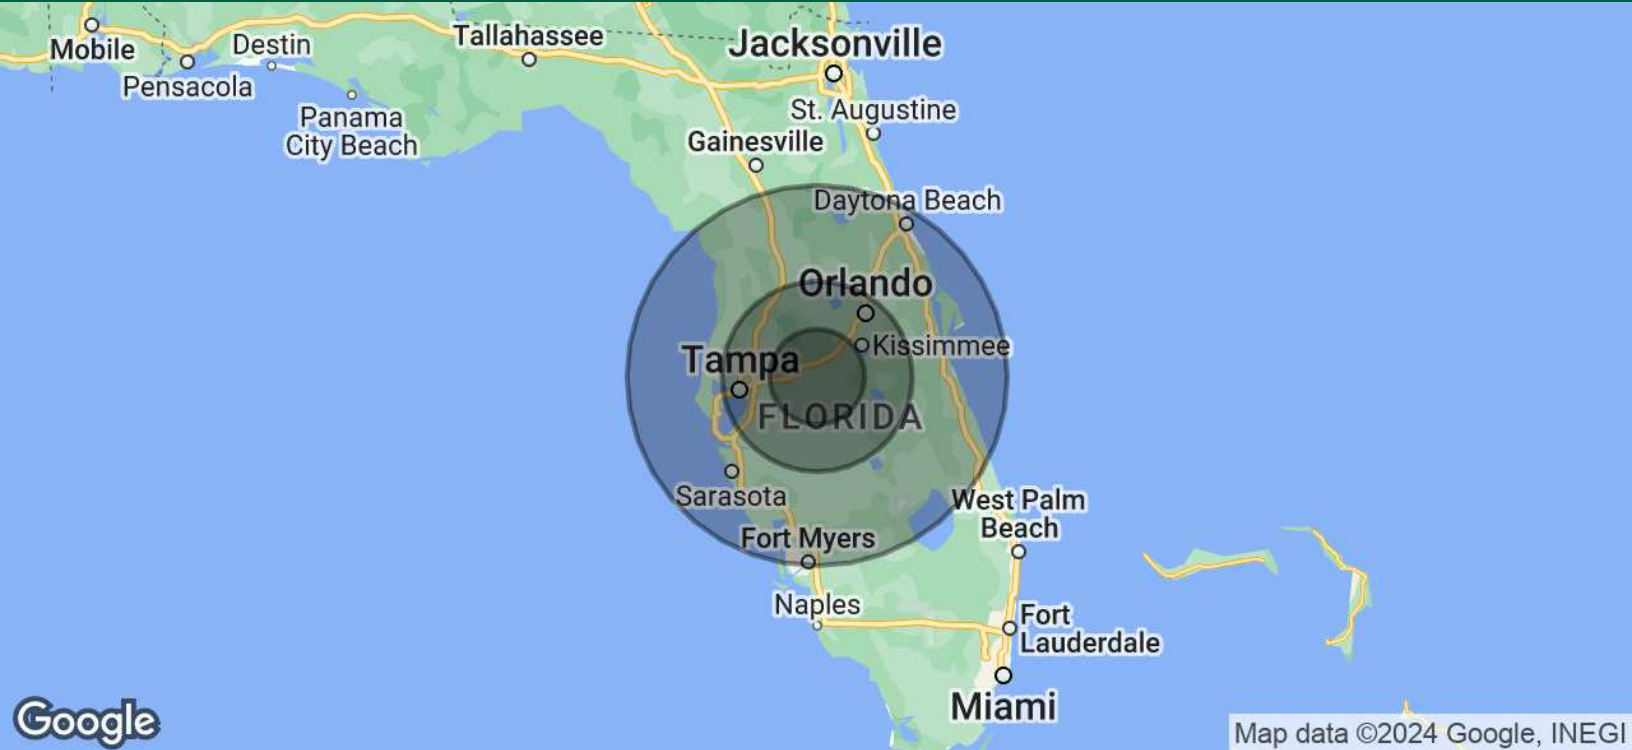 Mobile
Destin
Pensacola
Panama
City Beach
Tallahassee
Jacksonville
St. Augustine
Gainesville
Daytona Beach
Orlando
Kissimmee
Tampa
FLORIDA
Sarasota
Fort Myers
West Palm
Beach
Naples
Fort
Lauderdale
Miami
Google
Map data ©2024 Google, INEGI